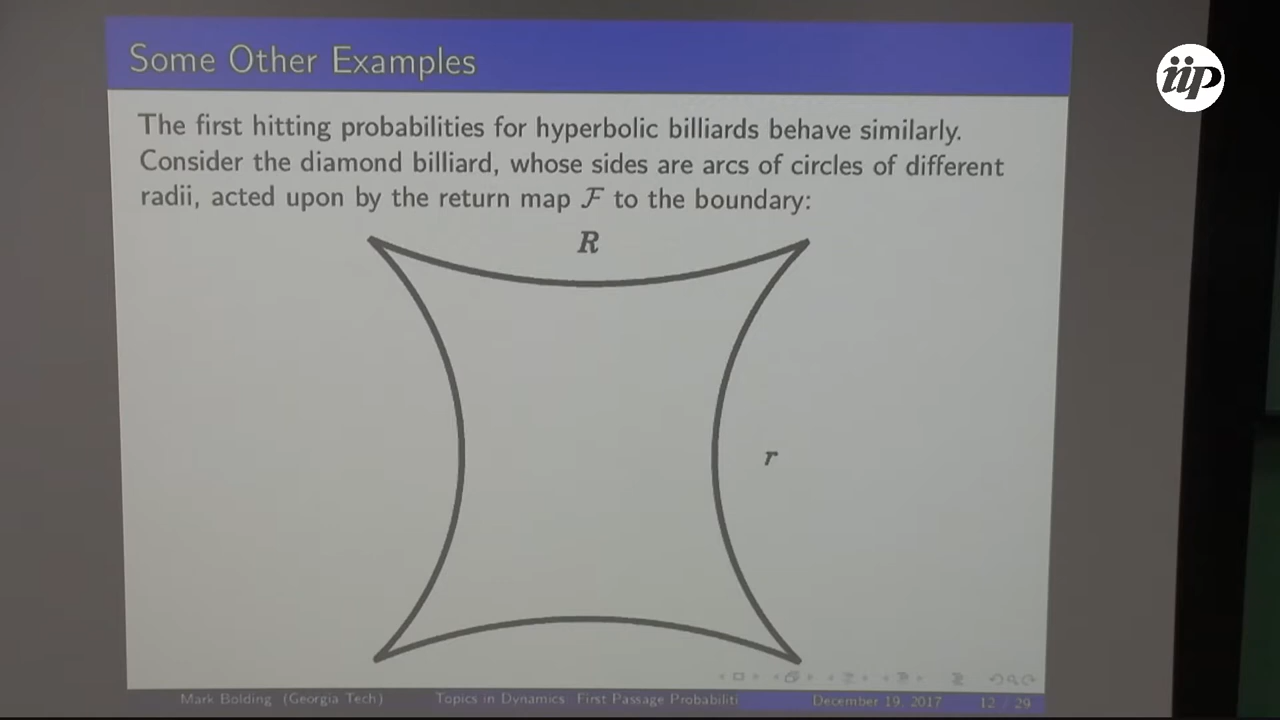 Some Other Examples
iip
The first hitting probabilities for hyperbolic billiards behave similarly.
Consider the diamond billiard, whose sides are arcs of circles of different
radii, acted upon by the return map F to the boundary:
R
r
Mark Bolding (Georgia Tech) Topics in Dynamics First Passage Probabiliti December 19, 2017 12 / 29